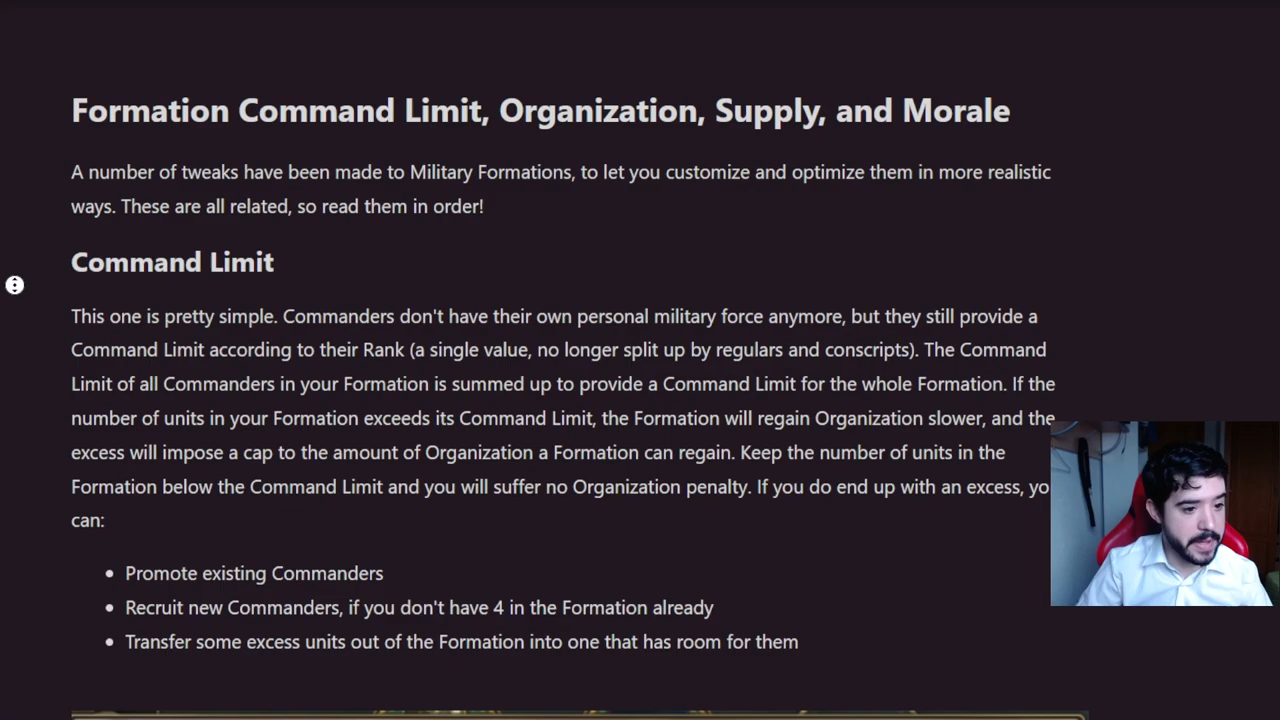 Formation Command Limit, Organization, Supply, and Morale
A number of tweaks have been made to Military Formations, to let you customize and optimize them in more realistic
ways. These are all related, so read them in order!
Command Limit
This one is pretty simple. Commanders don't have their own personal military force anymore, but they still provide a
Command Limit according to their Rank (a single value, no longer split up by regulars and conscripts). The Command
Limit of all Commanders in your Formation is summed up to provide a Command Limit for the whole Formation. If the
number of units in your Formation exceeds its Command Limit, the Formation will regain Organization slower, and the
excess will impose a cap to the amount of Organization a Formation can regain. Keep the number of units in the
Formation below the Command Limit and you will suffer no Organization penalty. If you do end up with an excess, yo
can:
• Promote existing Commanders
• Recruit new Commanders, if you don't have 4 in the Formation already
• Transfer some excess units out of the Formation into one that has room for them